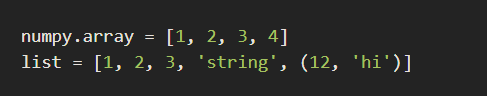 numpy.array = [1, 2, 3, 4]
list = [1, 2, 3, 'string', (12, 'hi')]